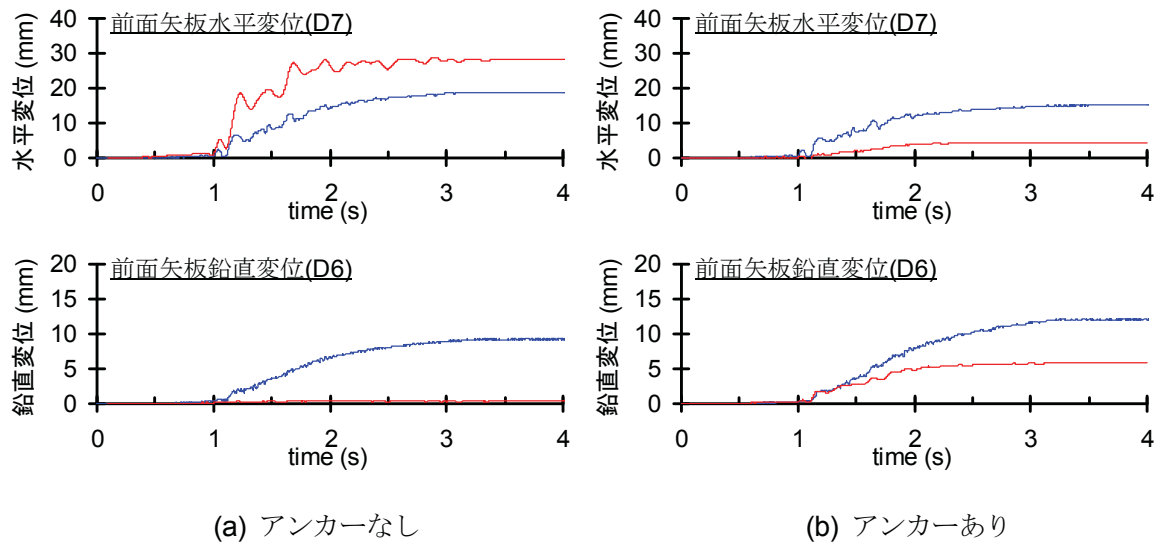 前面矢板水平変位(D7)
水平変位 (mm)
40
30
20
10
0
0 1 2 3 4
time (s)
前面矢板水平変位(D7)
水平変位 (mm)
40
30
20
10
0
0 1 2 3 4
time (s)
前面矢板鉛直変位(D6)
鉛直変位 (mm)
20
15
10
5
0
0 1 2 3 4
time (s)
前面矢板鉛直変位(D6)
鉛直変位 (mm)
20
15
10
5
0
0 1 2 3 4
time (s)
(a) アンカーなし
(b) アンカーあり